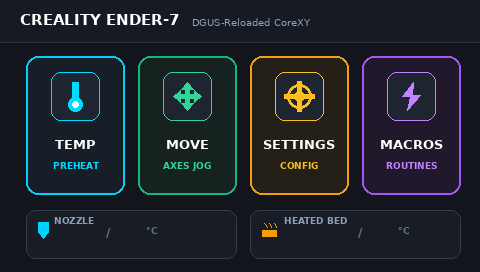 CREALITY ENDER-7 DGUS-Reloaded CoreXY
TEMP MOVE SETTINGS MACROS
PREHEAT AXES JOG CONFIG ROUTINES
NOZZLE HEATED BED
/ °C / °C